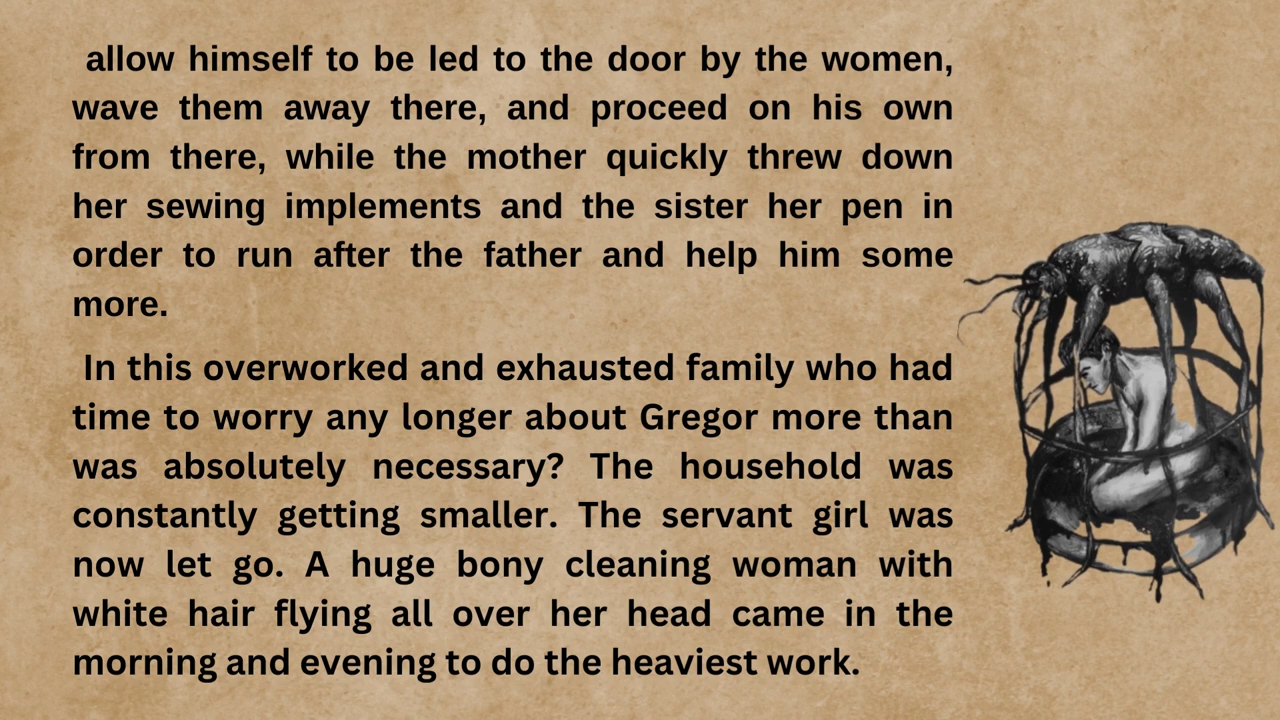 allow himself to be led to the door by the women,
wave them away there, and proceed on his own
from there, while the mother quickly threw down
her sewing implements and the sister her pen in
order to run after the father and help him some
more.
In this overworked and exhausted family who had
time to worry any longer about Gregor more than
was absolutely necessary? The household was
constantly getting smaller. The servant girl was
now let go. A huge bony cleaning woman with
white hair flying all over her head came in the
morning and evening to do the heaviest work.